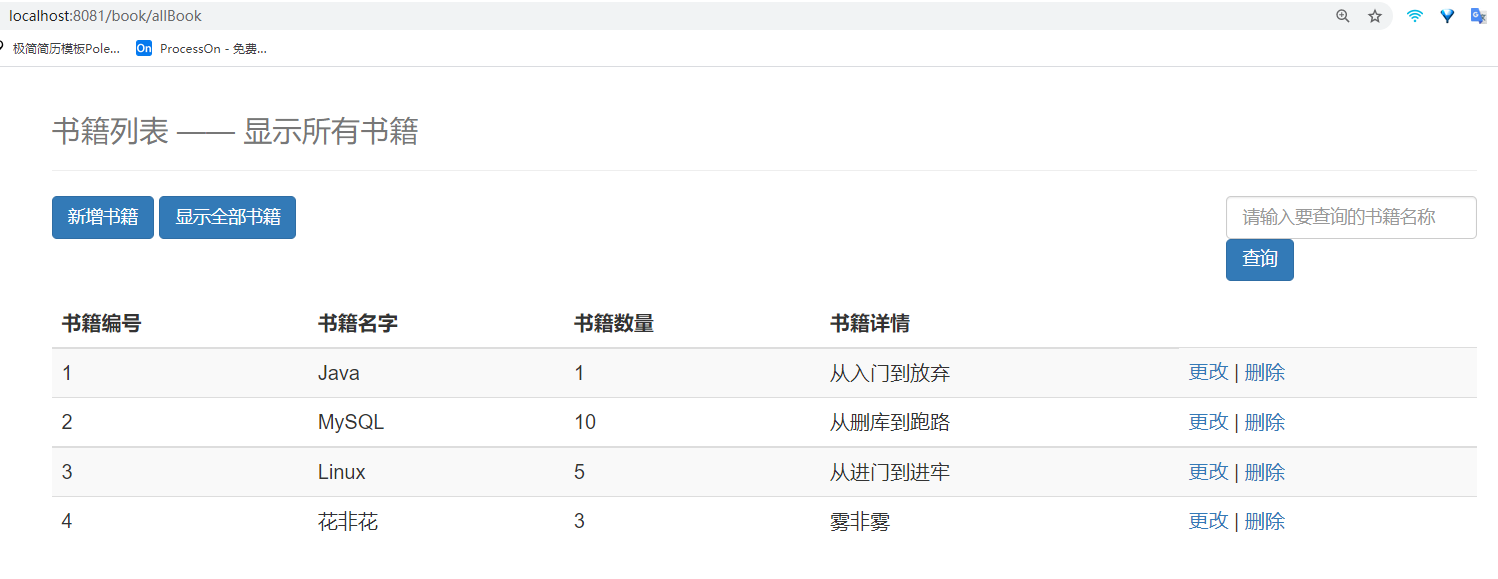 localhost:8081/book/allBook
极简简历模板Pole... On ProcessOn - 免费...
书籍列表 —— 显示所有书籍
新增书籍 显示全部书籍 请输入要查询的书籍名称
查询
书籍编号 书籍名字 书籍数量 书籍详情
1 Java 1 从入门到放弃 更改 | 删除
2 MySQL 10 从删库到跑路 更改 | 删除
3 Linux 5 从进门到进牢 更改 | 删除
4 花非花 3 雾非雾 更改 | 删除